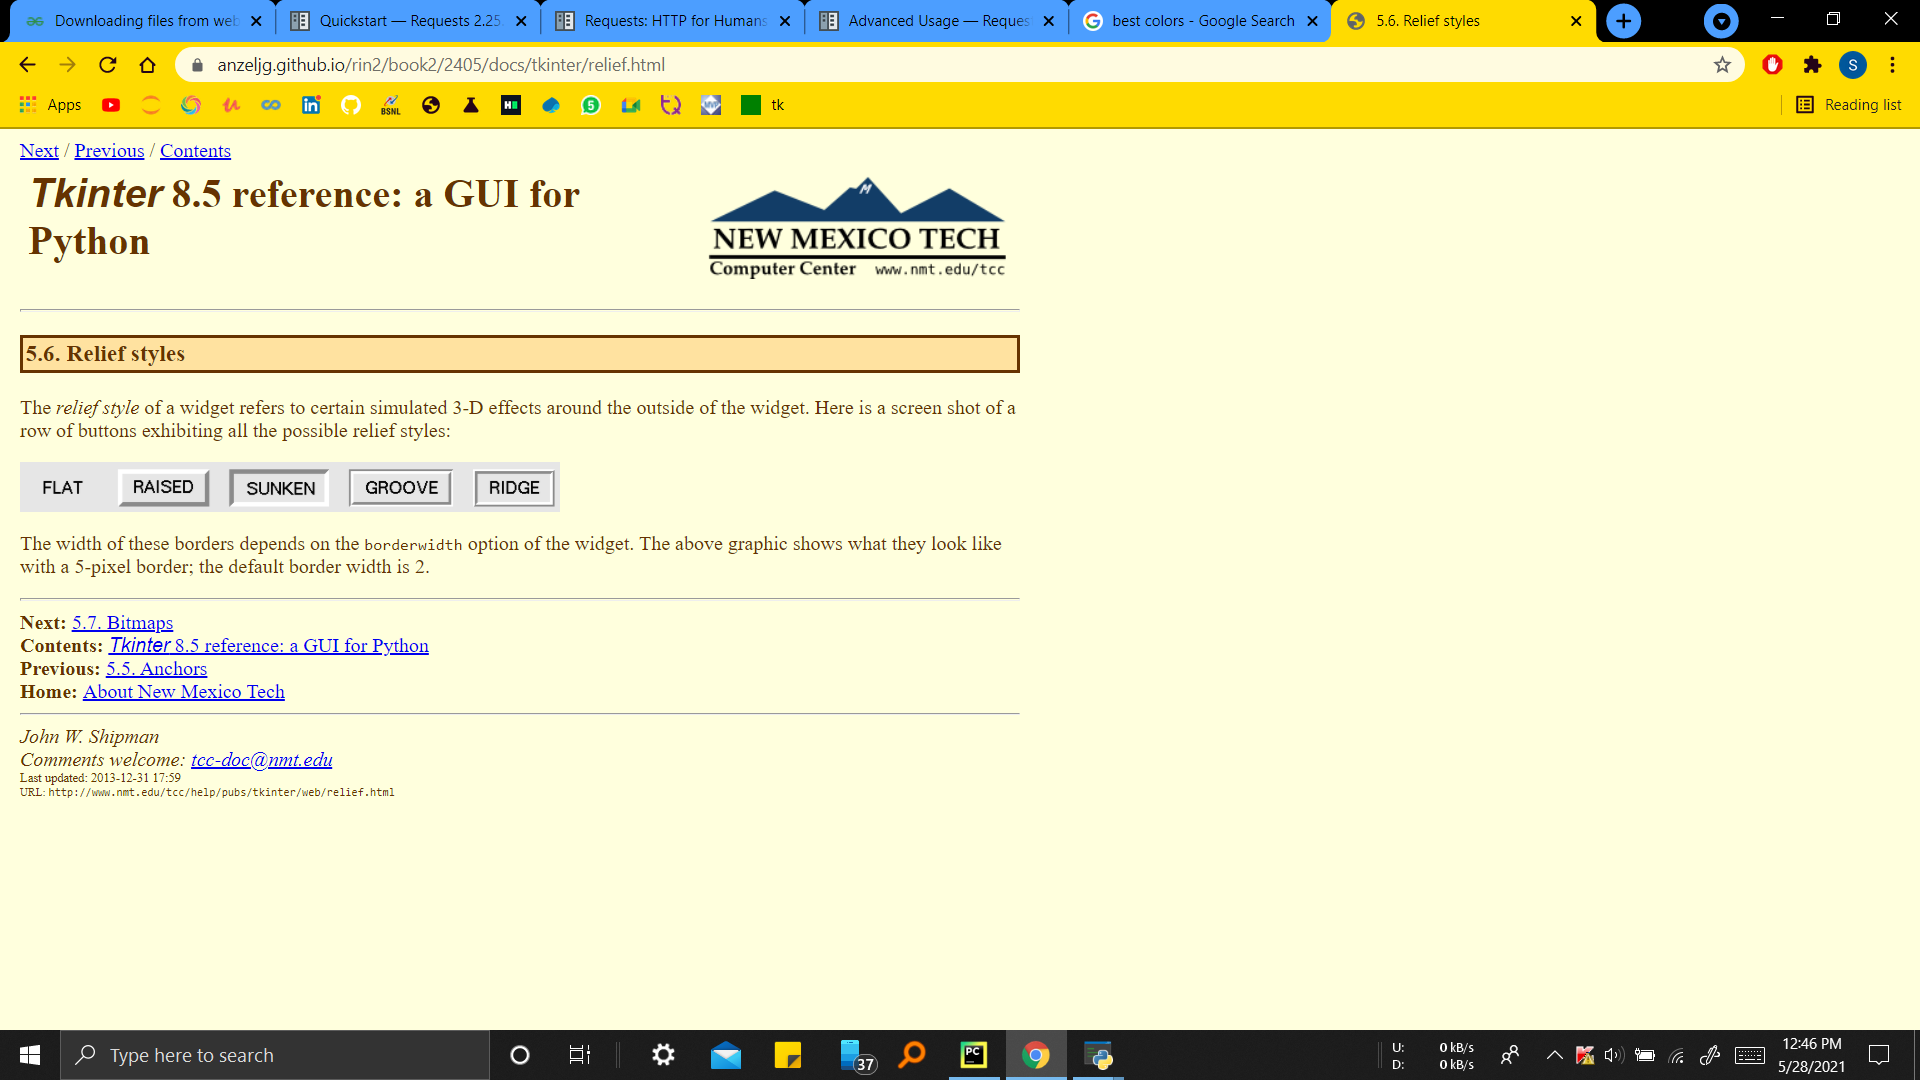 Downloading files from web
Quickstart — Requests 2.25.
Requests: HTTP for Humans
Advanced Usage — Request
best colors - Google Search
5.6. Relief styles
anzeljg.github.io/rin2/book2/2405/docs/tkinter/relief.html
S
Apps
BSNL
tk
Reading list
Next / Previous / Contents
Tkinter 8.5 reference: a GUI for
Python
NEW MEXICO TECH
Computer Center www.nmt.edu/tcc
5.6. Relief styles
The relief style of a widget refers to certain simulated 3-D effects around the outside of the widget. Here is a screen shot of a
row of buttons exhibiting all the possible relief styles:
FLAT RAISED SUNKEN GROOVE RIDGE
The width of these borders depends on the borderwidth option of the widget. The above graphic shows what they look like
with a 5-pixel border; the default border width is 2.
Next: 5.7. Bitmaps
Contents: Tkinter 8.5 reference: a GUI for Python
Previous: 5.5. Anchors
Home: About New Mexico Tech
John W. Shipman
Comments welcome: tcc-doc@nmt.edu
Last updated: 2013-12-31 17:59
URL: http://www.nmt.edu/tcc/help/pubs/tkinter/web/relief.html
Type here to search
37
PC
U: 0 kB/s
D: 0 kB/s
12:46 PM
5/28/2021